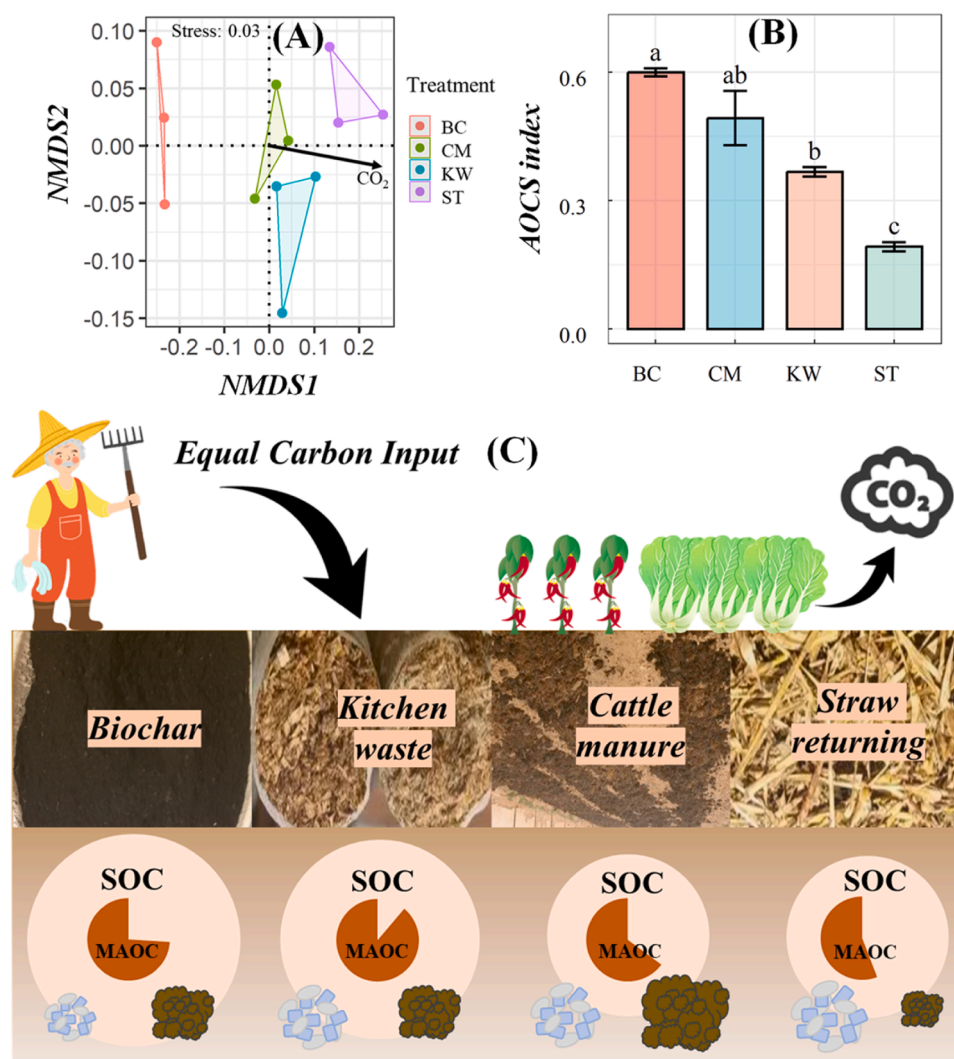 Stress: 0.03
(A)
0.10
0.05
0.00
-0.05
-0.10
-0.15
NMDS2
-0.2
-0.1
0.0
0.1
0.2
NMDS1
CO₂
Treatment
BC
CM
KW
ST
(B)
AOCS index
0.6
0.3
0.0
a
ab
b
c
BC
CM
KW
ST
Equal Carbon Input
(C)
CO₂
Biochar
Kitchen
waste
Cattle
manure
Straw
returning
SOC
MAOC
SOC
MAOC
SOC
MAOC
SOC
MAOC